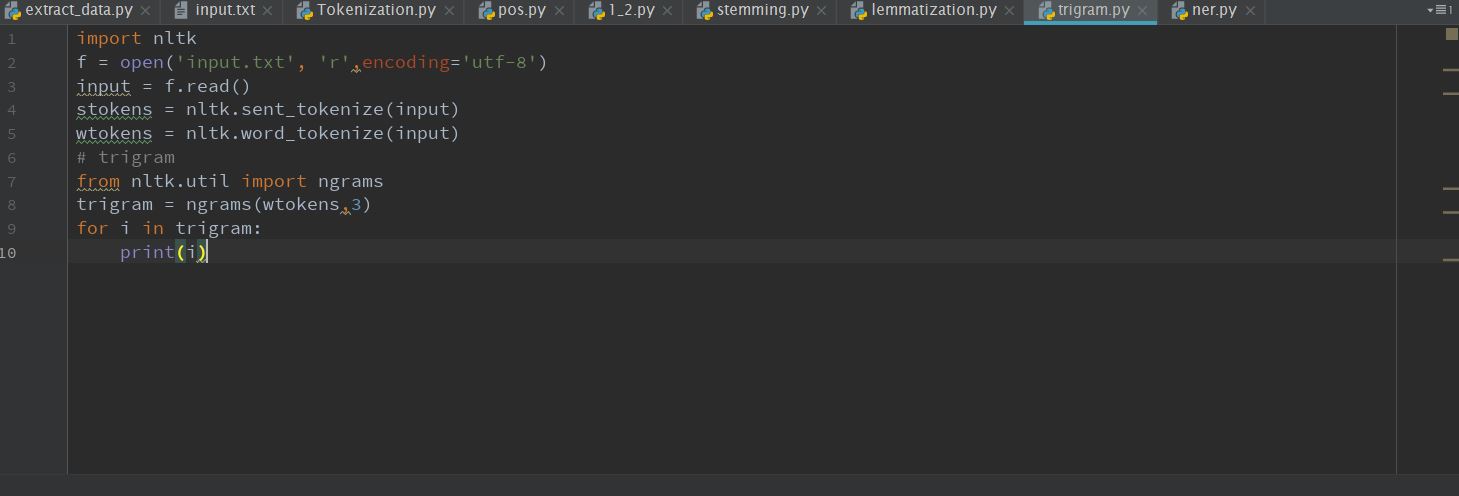 extract_data.py input.txt Tokenization.py pos.py 1_2.py stemming.py lemmatization.py trigram.py ner.py 1
1 import nltk
2 f = open('input.txt', 'r',encoding='utf-8')
3 input = f.read()
4 stokens = nltk.sent_tokenize(input)
5 wtokens = nltk.word_tokenize(input)
6 # trigram
7 from nltk.util import ngrams
8 trigram = ngrams(wtokens,3)
9 for i in trigram:
10     print(i)